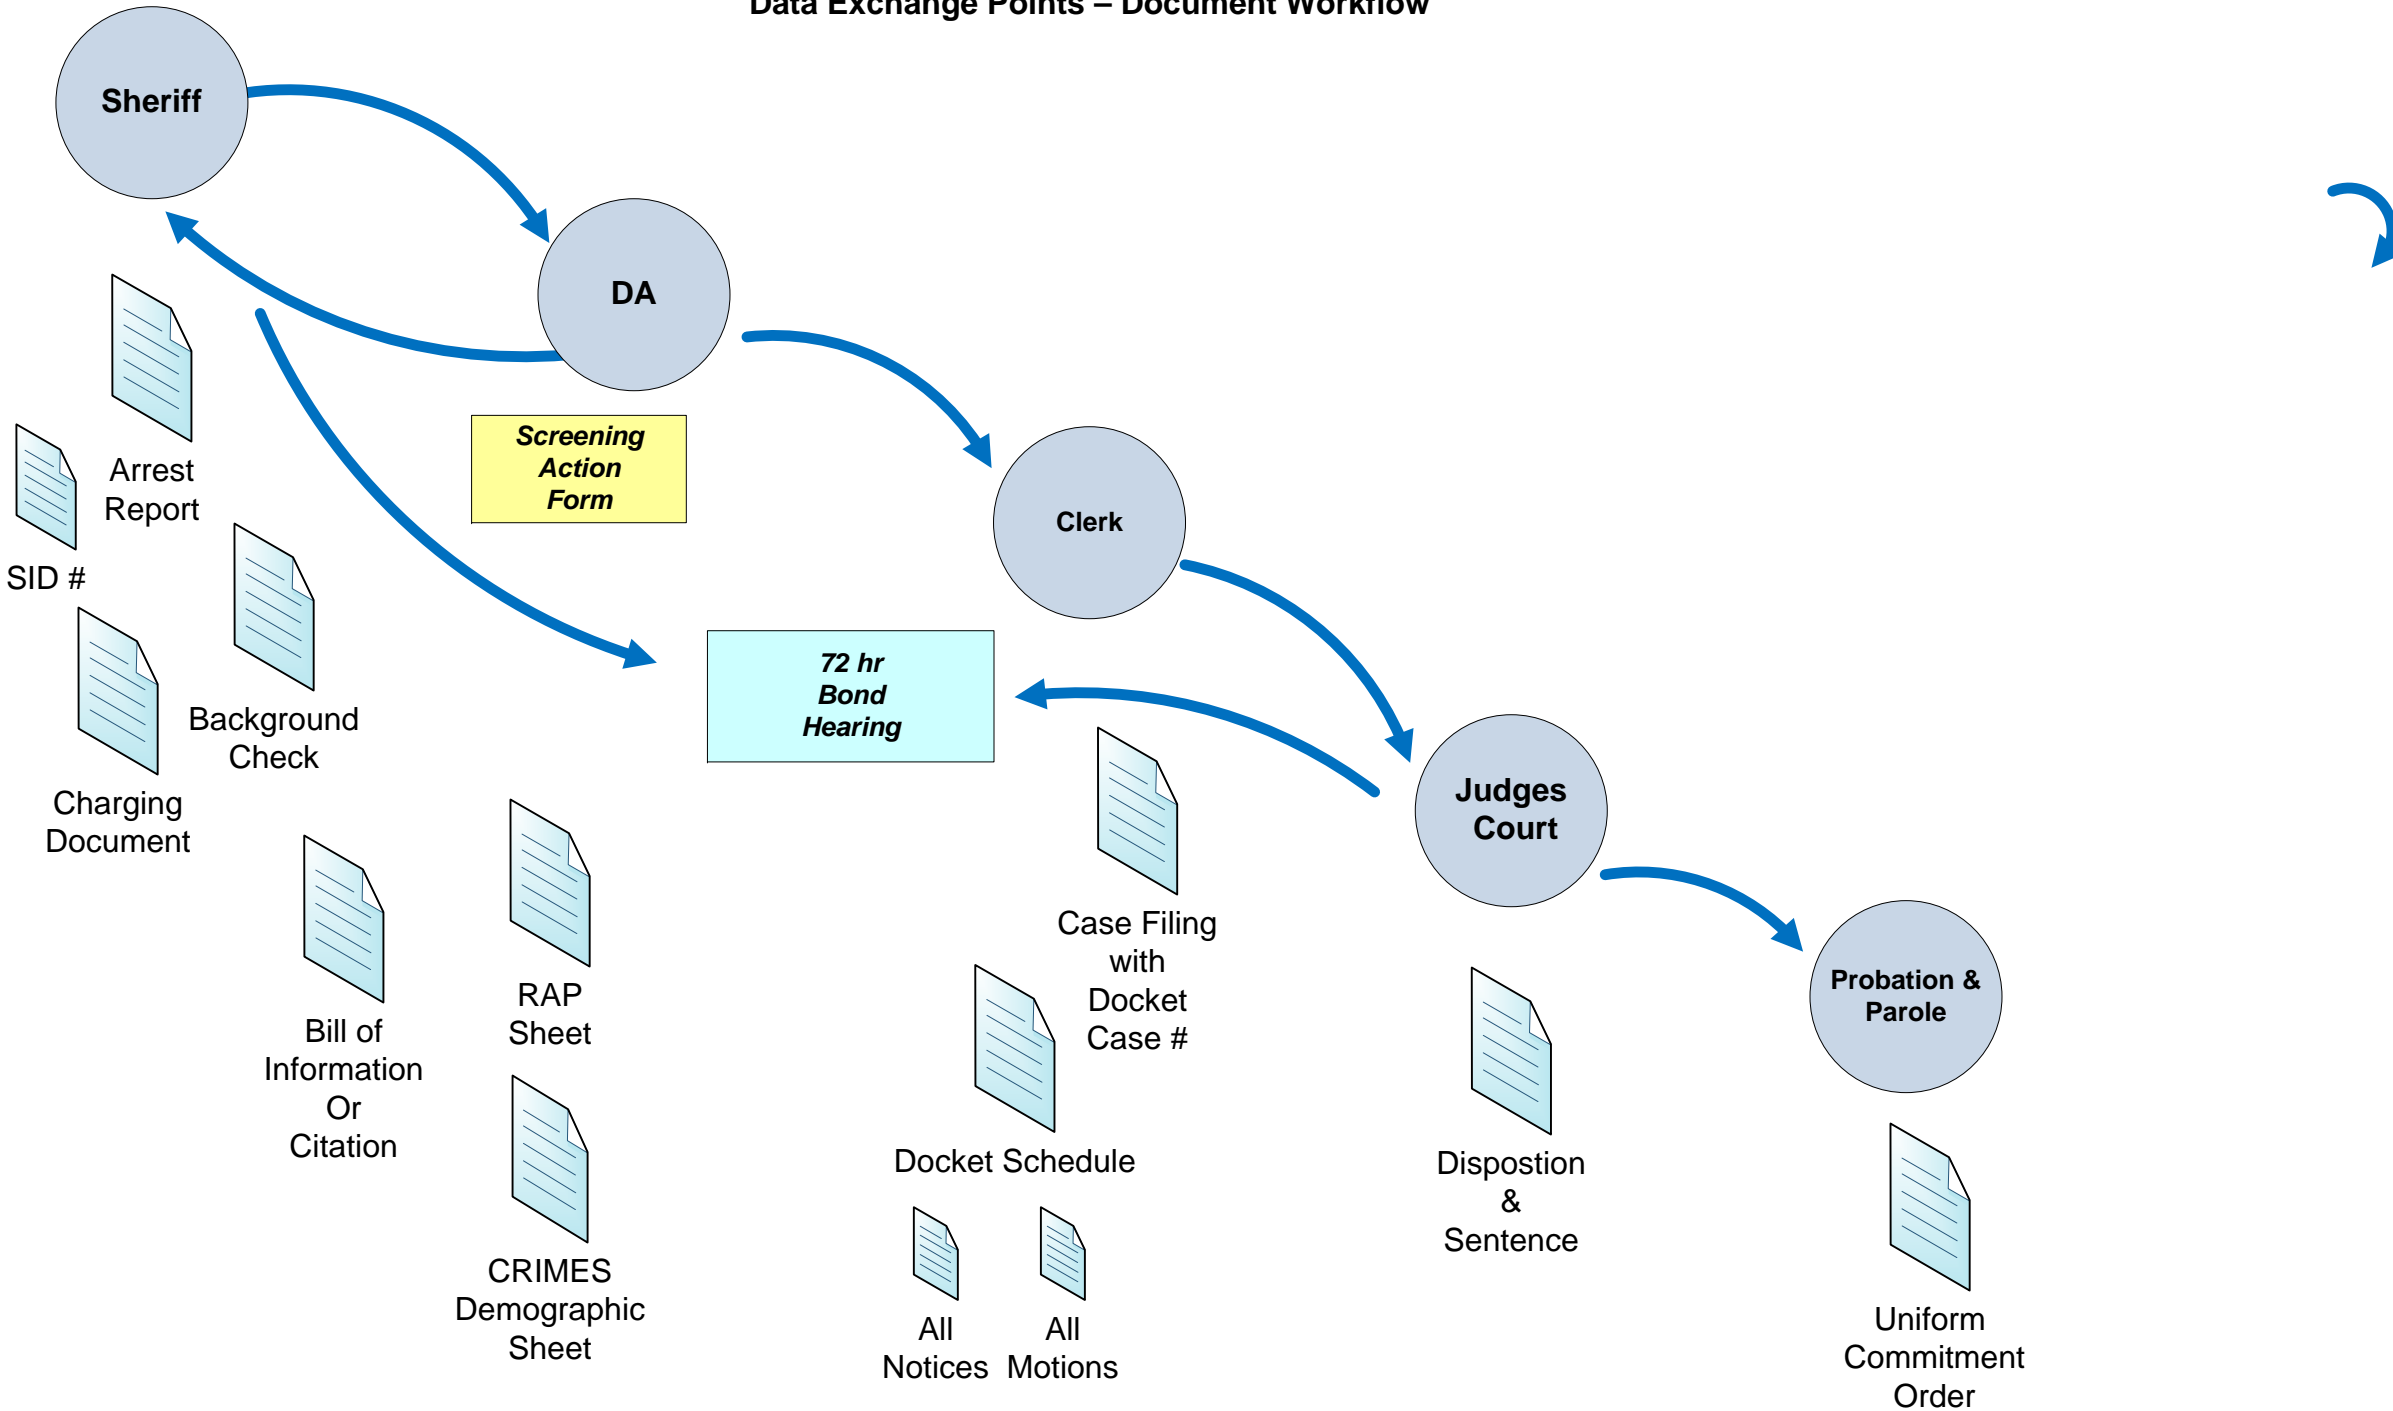 Data Exchange Points – Document Workflow
Sheriff
DA
Screening
Action
Form
Clerk
72 hr
Bond
Hearing
Judges
Court
Probation &
Parole
Arrest
Report
SID #
Background
Check
Charging
Document
Bill of
Information
Or
Citation
RAP
Sheet
CRIMES
Demographic
Sheet
Case Filing
with
Docket
Case #
Docket Schedule
All
Notices
All
Motions
Dispostion
&
Sentence
Uniform
Commitment
Order